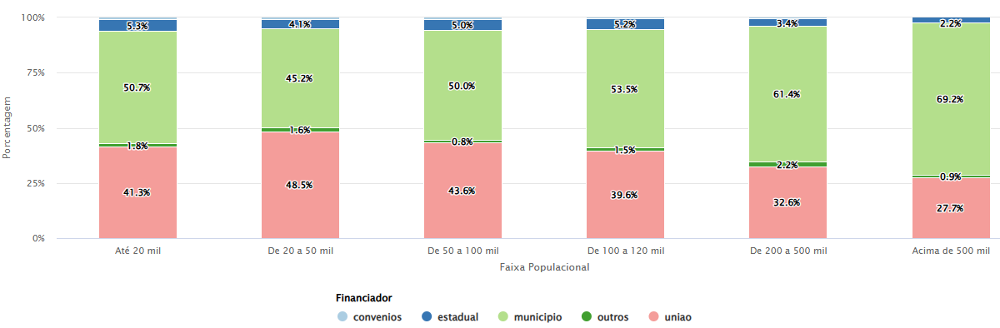 100%
75%
50%
25%
0%
Porcentagem
5.3% 4.1% 5.0% 5.2% 3.4% 2.2%
50.7% 45.2% 50.0% 53.5% 61.4% 69.2%
1.8% 1.6% 0.8% 1.5% 2.2% 0.9%
41.3% 48.5% 43.6% 39.6% 32.6% 27.7%
Até 20 mil De 20 a 50 mil De 50 a 100 mil De 100 a 120 mil De 200 a 500 mil Acima de 500 mil
Faixa Populacional
Financiador
convenios estadual municipio outros uniao